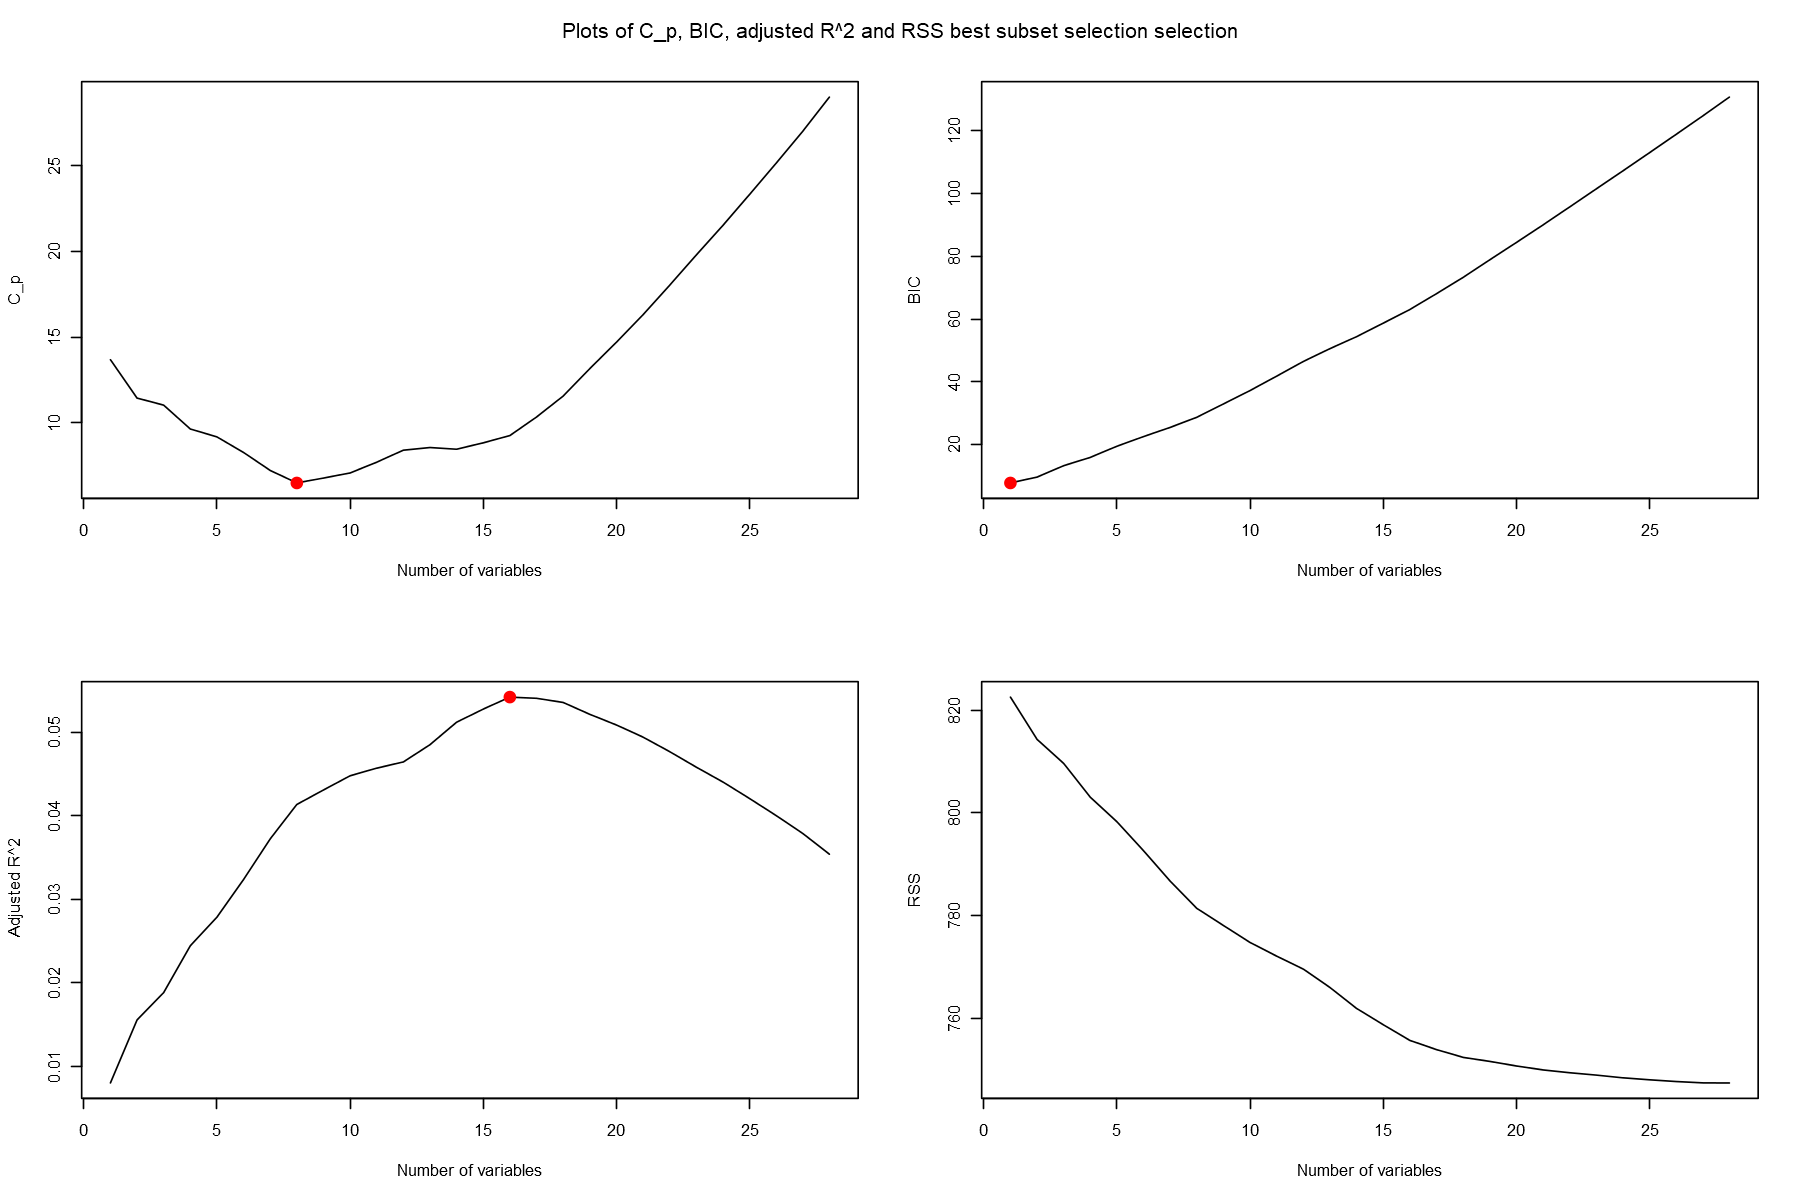 Plots of C_p, BIC, adjusted R^2 and RSS best subset selection selection
C_p
10 15 20 25
0 5 10 15 20 25
Number of variables
BIC
20 40 60 80 100 120
0 5 10 15 20 25
Number of variables
Adjusted R^2
0.01 0.02 0.03 0.04 0.05
0 5 10 15 20 25
Number of variables
RSS
760 780 800 820
0 5 10 15 20 25
Number of variables